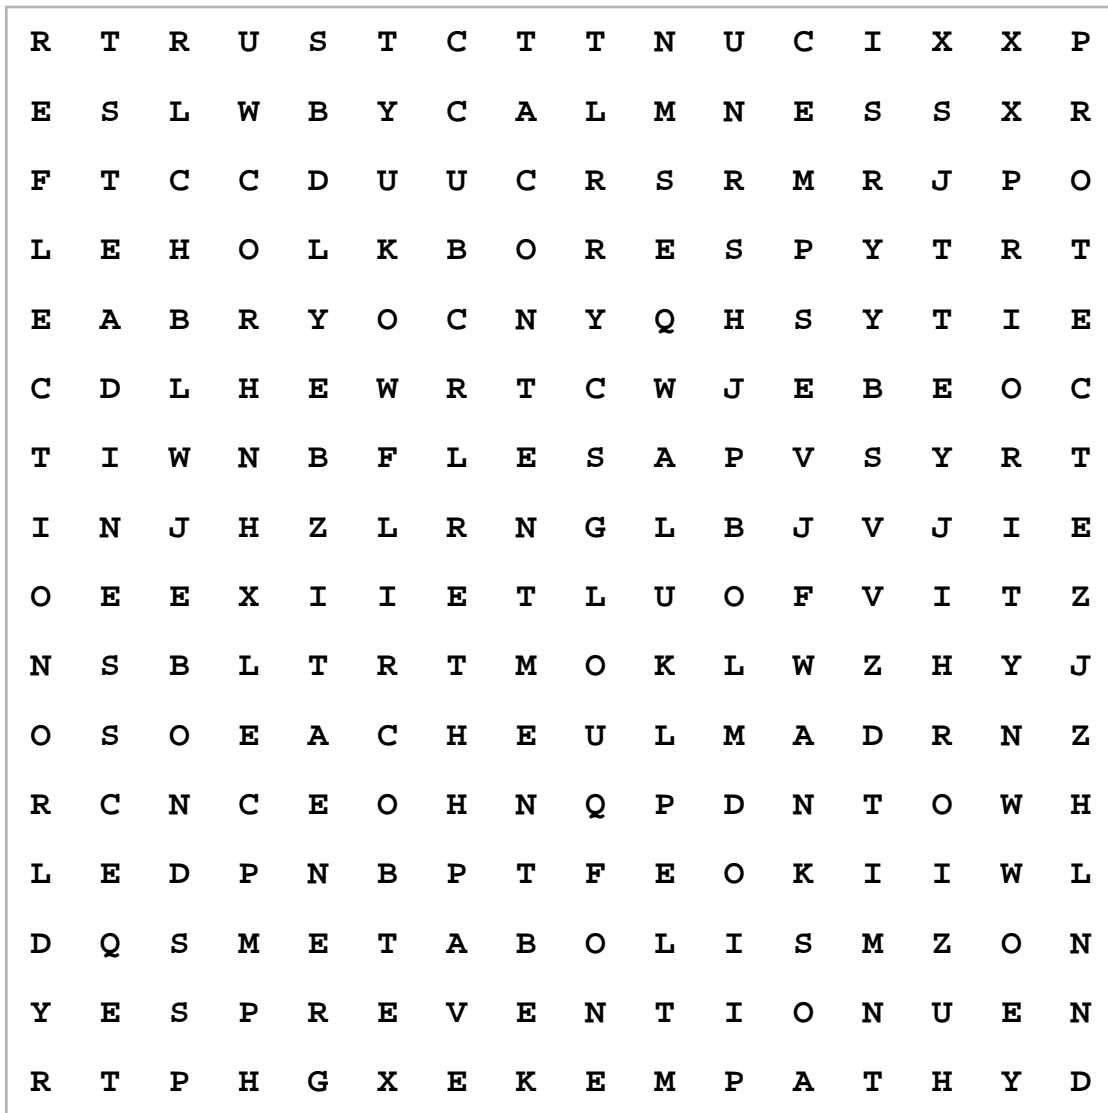 R T R U S T C T T N U C I X X P
E S L W B Y C A L M N E S S X R
F T C C D U U C R S R M R J P O
L E H O L K B O R E S P Y T R T
E A B R Y O C N Y Q H S Y T I E
C D L H E W R T C W J E B E O C
T I W N B F L E S A P V S Y R T
I N J H Z L R N G L B J V J I E
O E E X I I E T L U O F V I T Z
N S B L T R T M O K L W Z H Y J
O S O E A C H E U L M A D R N Z
R C N C E O H N Q P D N T O W H
L E D P N B P T F E O K I I W L
D Q S M E T A B O L I S M Z O N
Y E S P R E V E N T I O N U E N
R T P H G X E K E M P A T H Y D